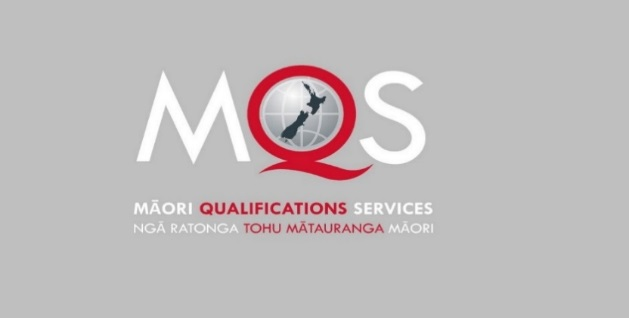 MQS
MĀORI QUALIFICATIONS SERVICES
NGĀ RATONGA TOHU MĀTAURANGA MĀORI